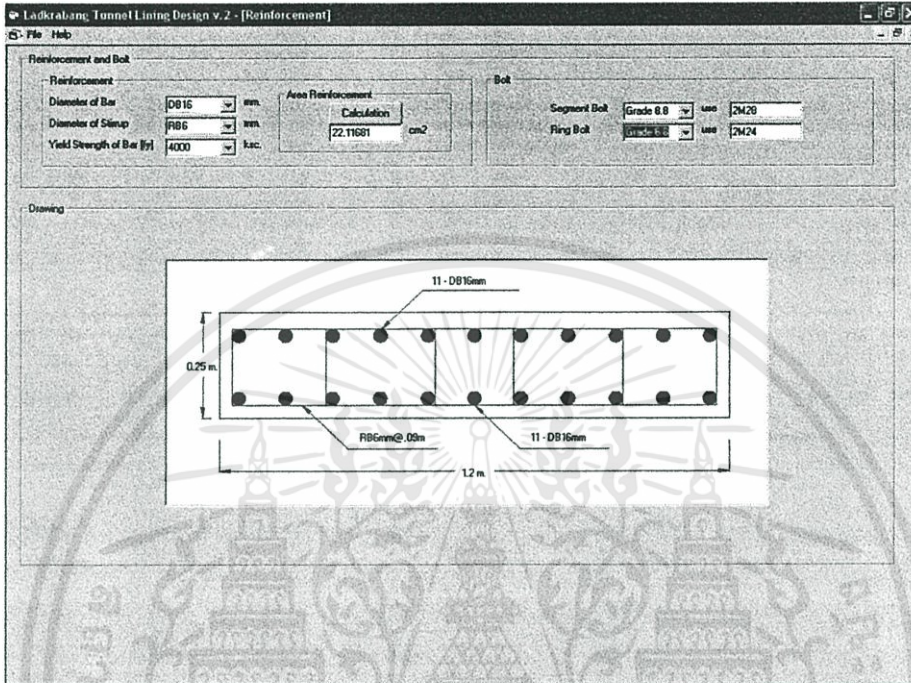 Ladkrabang Tunnel Lining Design v.2 - [Reinforcement]
File Help
Reinforcement and Bolt
Reinforcement
Diameter of Bar DB16 mm.
Diameter of Stirrup RB6 mm.
Yield Strength of Bar [fy] 4000 ksc.
Area Reinforcement
Calculation
22.11681 cm2
Bolt
Segment Bolt Grade 8.8 use 2M20
Ring Bolt use 2M24
Drawing
11 - DB16mm
0.25 m.
RB6mm@.09m
11 - DB16mm
1.2 m.